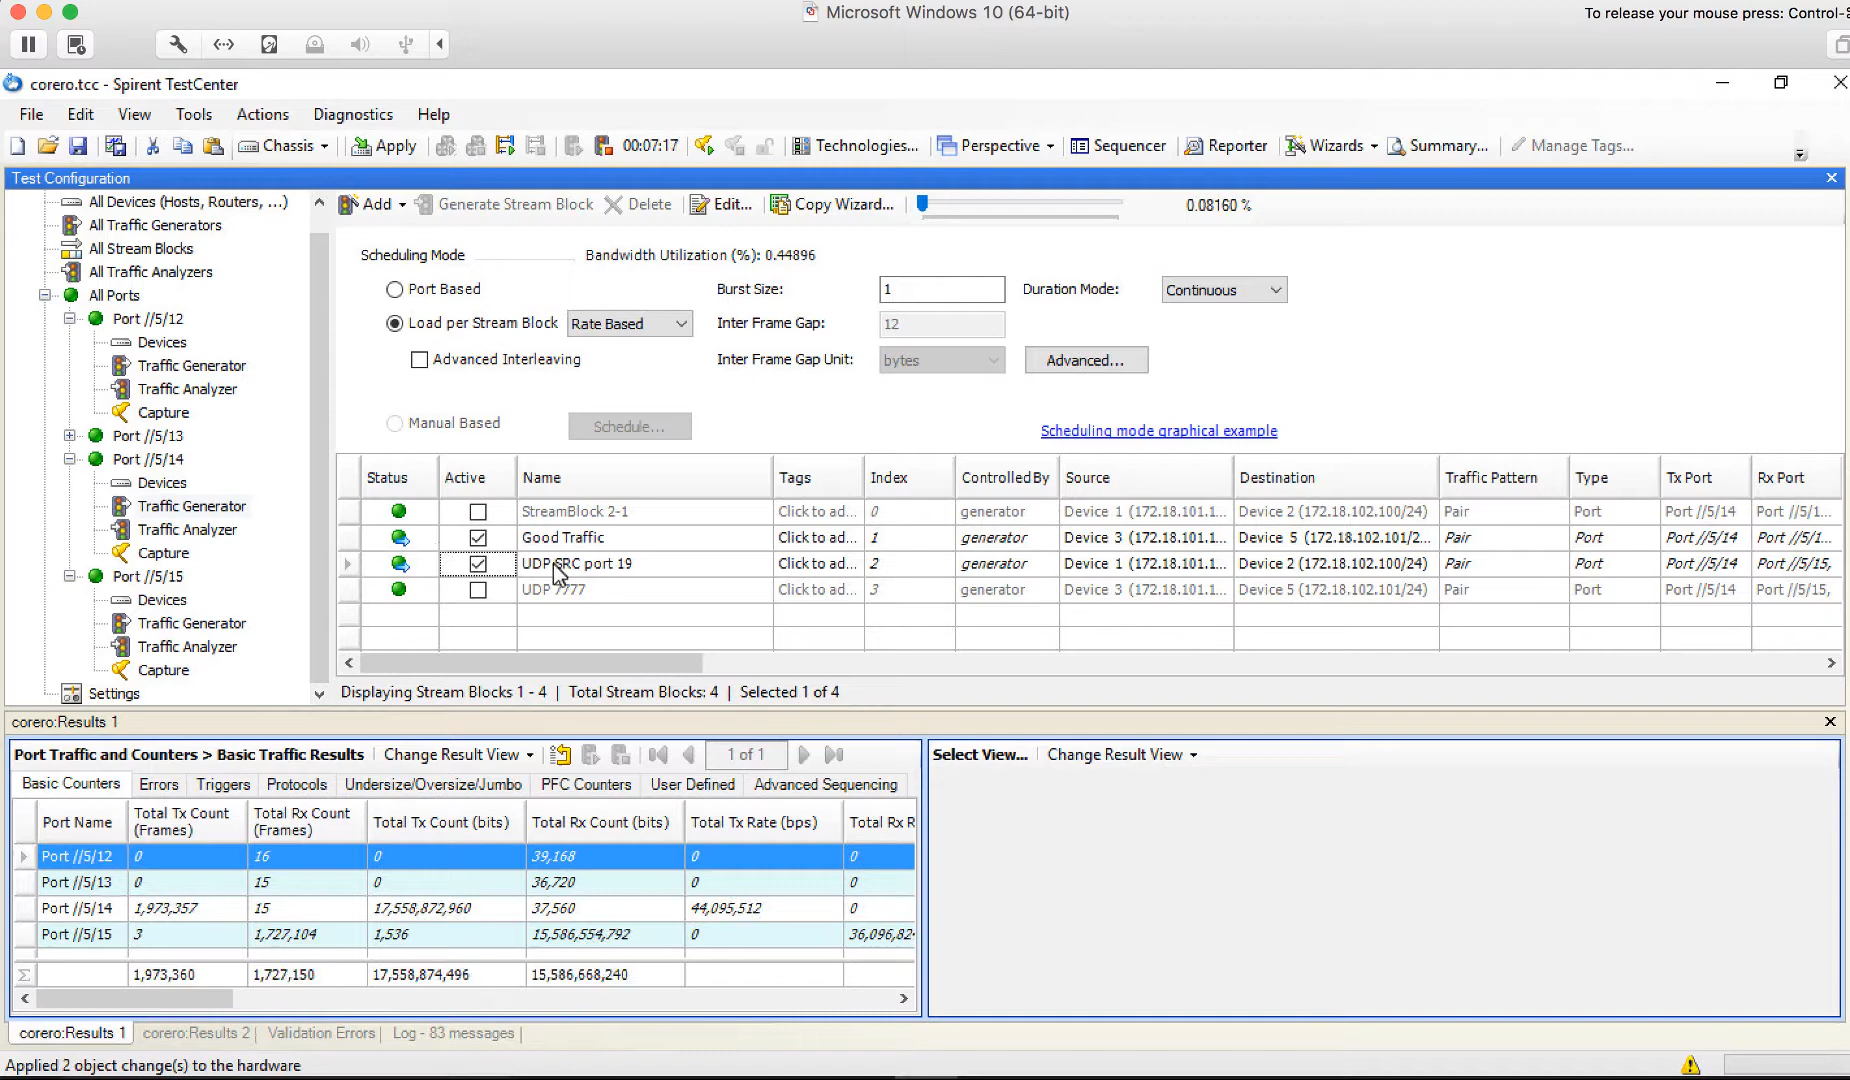 Microsoft Windows 10 (64-bit)
To release your mouse press: Control-
corero.tcc - Spirent TestCenter
File Edit View Tools Actions Diagnostics Help
Chassis Apply 00:07:17 Technologies... Perspective Sequencer Reporter Wizards Summary... Manage Tags...
Test Configuration
All Devices (Hosts, Routers, ...)
All Traffic Generators
All Stream Blocks
All Traffic Analyzers
All Ports
Port //5/12
Devices
Traffic Generator
Traffic Analyzer
Capture
Port //5/13
Port //5/14
Devices
Traffic Generator
Traffic Analyzer
Capture
Port //5/15
Devices
Traffic Generator
Traffic Analyzer
Capture
Settings
Add Generate Stream Block Delete Edit... Copy Wizard... 0.08160 %
Scheduling Mode Bandwidth Utilization (%): 0.44896
Port Based Burst Size: 1 Duration Mode: Continuous
Load per Stream Block Rate Based Inter Frame Gap: 12
Advanced Interleaving Inter Frame Gap Unit: bytes Advanced...
Manual Based Schedule... Scheduling mode graphical example
Status Active Name Tags Index Controlled By Source Destination Traffic Pattern Type Tx Port Rx Port
StreamBlock 2-1 Click to ad... 0 generator Device 1 (172.18.101.1... Device 2 (172.18.102.100/24) Pair Port Port //5/14 Port //5/1...
Good Traffic Click to ad... 1 generator Device 3 (172.18.101.1... Device 5 (172.18.102.101/2... Pair Port Port //5/14 Port //5/1...
UDP SRC port 19 Click to ad... 2 generator Device 1 (172.18.101.1... Device 2 (172.18.102.100/24) Pair Port Port //5/14 Port //5/15,
UDP 7777 Click to ad... 3 generator Device 3 (172.18.101.1... Device 5 (172.18.102.101/24) Pair Port Port //5/14 Port //5/15,
Displaying Stream Blocks 1 - 4 | Total Stream Blocks: 4 | Selected 1 of 4
corero:Results 1
Port Traffic and Counters > Basic Traffic Results Change Result View 1 of 1
Basic Counters Errors Triggers Protocols Undersize/Oversize/Jumbo PFC Counters User Defined Advanced Sequencing
Port Name Total Tx Count (Frames) Total Rx Count (Frames) Total Tx Count (bits) Total Rx Count (bits) Total Tx Rate (bps) Total Rx R
Port //5/12 0 16 0 39,168 0 0
Port //5/13 0 15 0 36,720 0 0
Port //5/14 1,973,357 15 17,558,872,960 37,560 44,095,512 0
Port //5/15 3 1,727,104 1,536 15,586,554,792 0 36,096,824
Σ 1,973,360 1,727,150 17,558,874,496 15,586,668,240
Select View... Change Result View
corero:Results 1 corero:Results 2 Validation Errors Log - 83 messages
Applied 2 object change(s) to the hardware